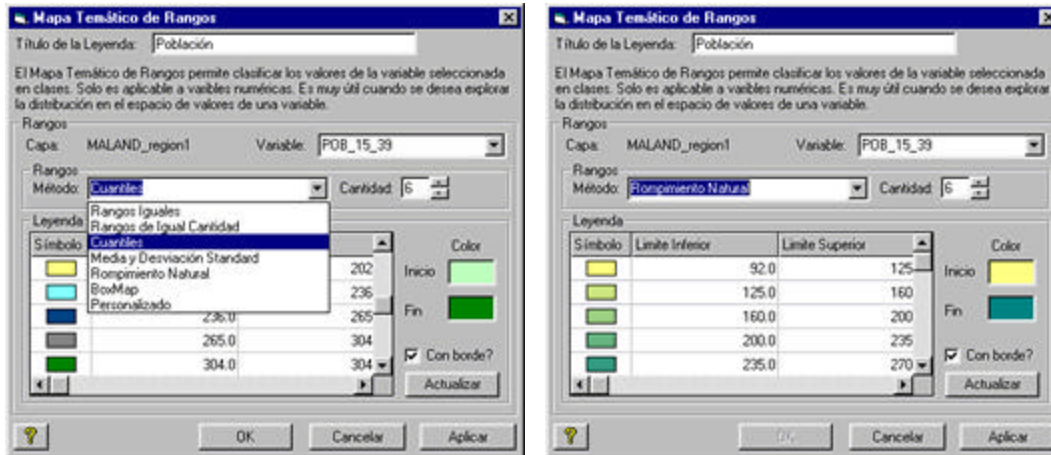 Mapa Temático de Rangos
Título de la Leyenda: Población
El Mapa Temático de Rangos permite clasificar los valores de la variable seleccionada
en clases. Solo es aplicable a varibles numéricas. Es muy útil cuando se desea explorar
la distribución en el espacio de valores de una variable.
Rangos
Capa: MALAND_region1 Variable: POB_15_39
Rangos
Método: Cuantiles Cantidad: 6
Rangos Iguales
Rangos de Igual Cantidad
Cuantiles
Media y Desviación Standard
Rompimiento Natural
BoxMap
Personalizado
Leyenda
Símbolo
202
236
236.0 265
265.0 304
304.0 304
Color
Inicio
Fin
Con borde?
Actualizar
? OK Cancelar Aplicar
Mapa Temático de Rangos
Título de la Leyenda: Población
El Mapa Temático de Rangos permite clasificar los valores de la variable seleccionada
en clases. Solo es aplicable a varibles numéricas. Es muy útil cuando se desea explorar
la distribución en el espacio de valores de una variable.
Rangos
Capa: MALAND_region1 Variable: POB_15_39
Rangos
Método: Rompimiento Natural Cantidad: 6
Leyenda
Símbolo Limite Inferior Limite Superior
92.0 125
125.0 160
160.0 200
200.0 235
235.0 270
Color
Inicio
Fin
Con borde?
Actualizar
? OK Cancelar Aplicar